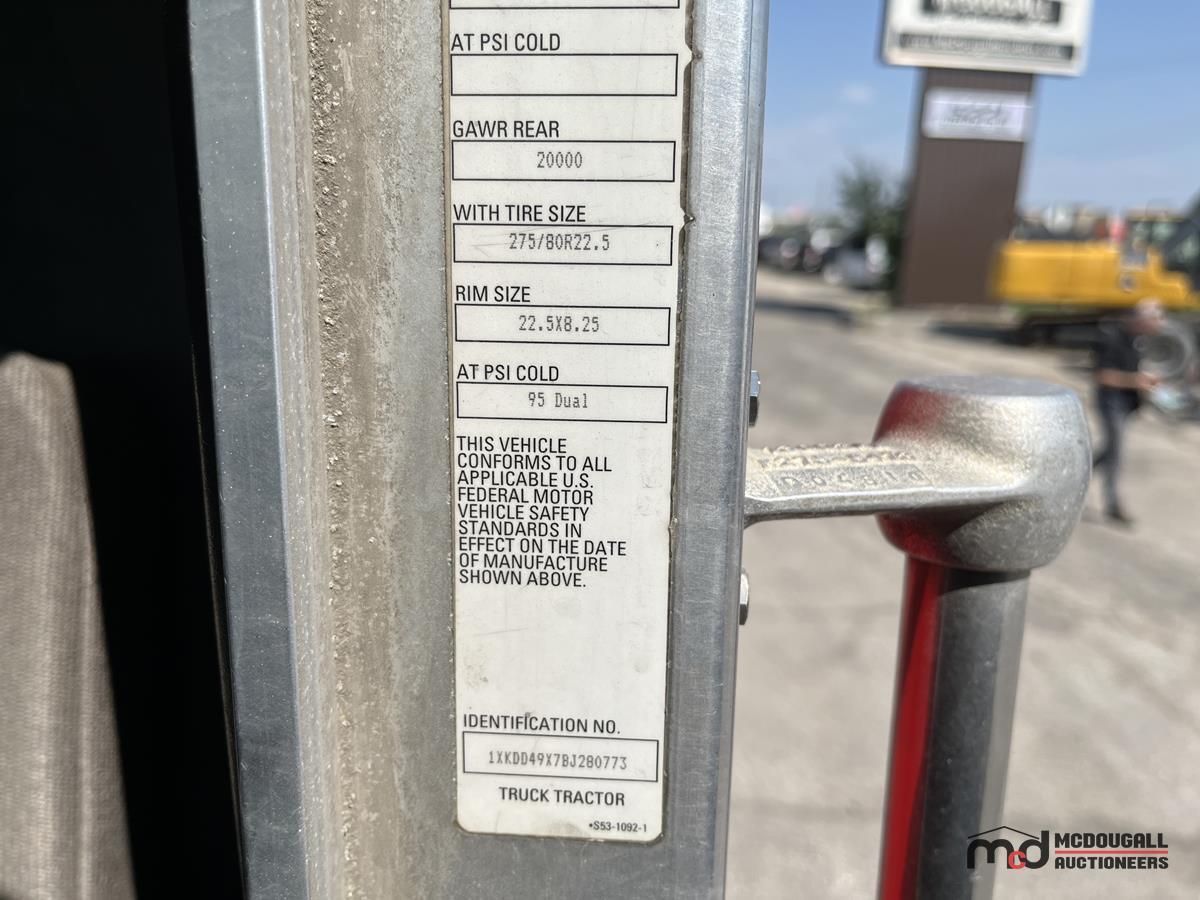 AT PSI COLD
GAWR REAR
20000
WITH TIRE SIZE
275/80R22.5
RIM SIZE
22.5X8.25
AT PSI COLD
95 Dual
THIS VEHICLE
CONFORMS TO ALL
APPLICABLE U.S.
FEDERAL MOTOR
VEHICLE SAFETY
STANDARDS IN
EFFECT ON THE DATE
OF MANUFACTURE
SHOWN ABOVE.
IDENTIFICATION NO.
1XKDD49X7BJ280773
TRUCK TRACTOR
•S53-1092-1
mcd MCDOUGALL
AUCTIONEERS